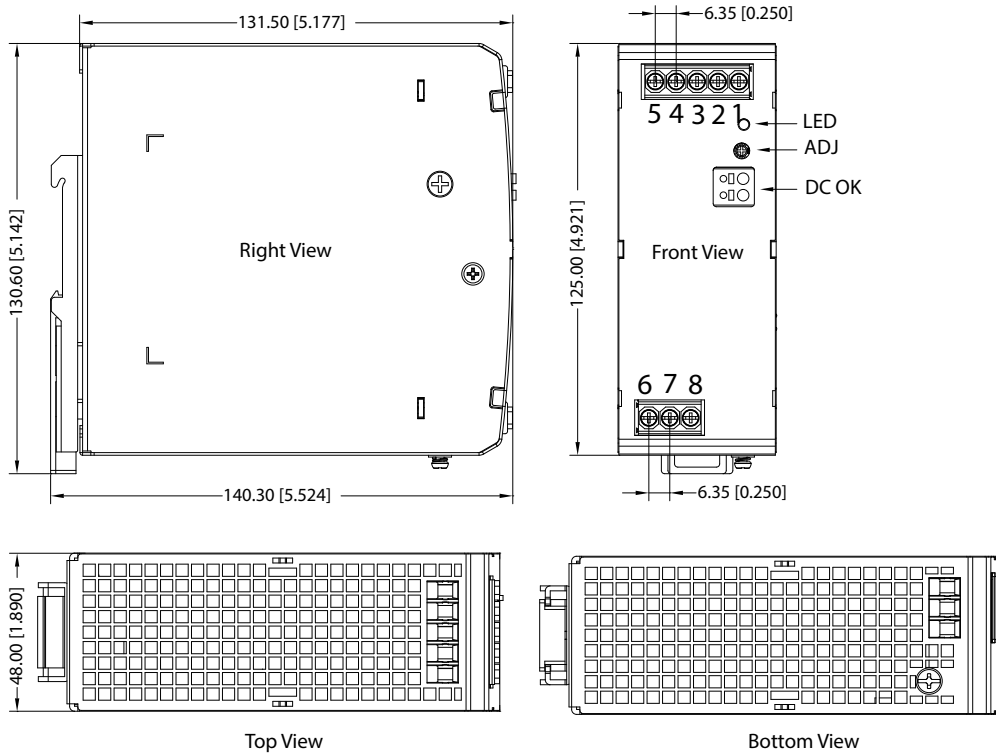 131.50 [5.177]
130.60 [5.142]
Right View
140.30 [5.524]
6.35 [0.250]
5 4 3 2 1
LED
ADJ
DC OK
125.00 [4.921]
Front View
6 7 8
6.35 [0.250]
48.00 [1.890]
Top View
Bottom View